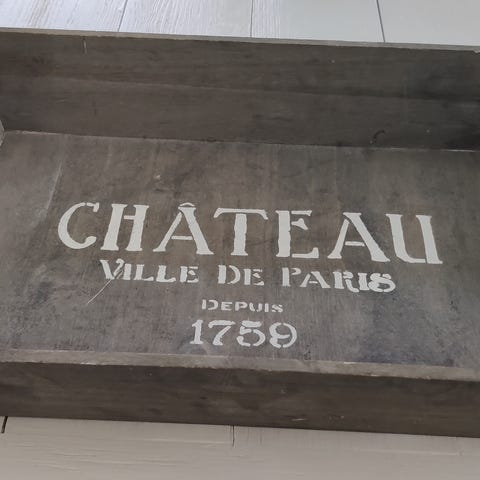 CHÂTEAU
VILLE DE PARIS
DEPUIS
1759